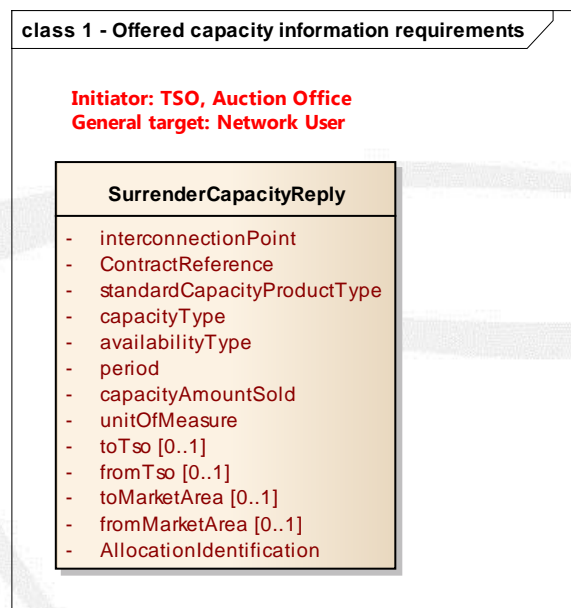 class 1 - Offered capacity information requirements
Initiator: TSO, Auction Office
General target: Network User
SurrenderCapacityReply
- interconnectionPoint
- ContractReference
- standardCapacityProductType
- capacityType
- availabilityType
- period
- capacityAmountSold
- unitOfMeasure
- toTso [0..1]
- fromTso [0..1]
- toMarketArea [0..1]
- fromMarketArea [0..1]
- AllocationIdentification